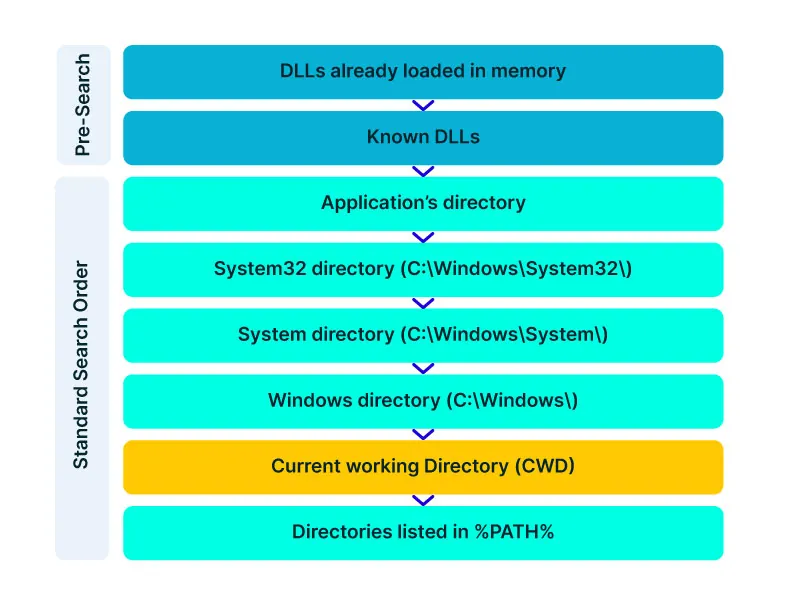 Pre-Search
DLLs already loaded in memory
Known DLLs
Standard Search Order
Application’s directory
System32 directory (C:\Windows\System32\)
System directory (C:\Windows\System\)
Windows directory (C:\Windows\)
Current working Directory (CWD)
Directories listed in %PATH%